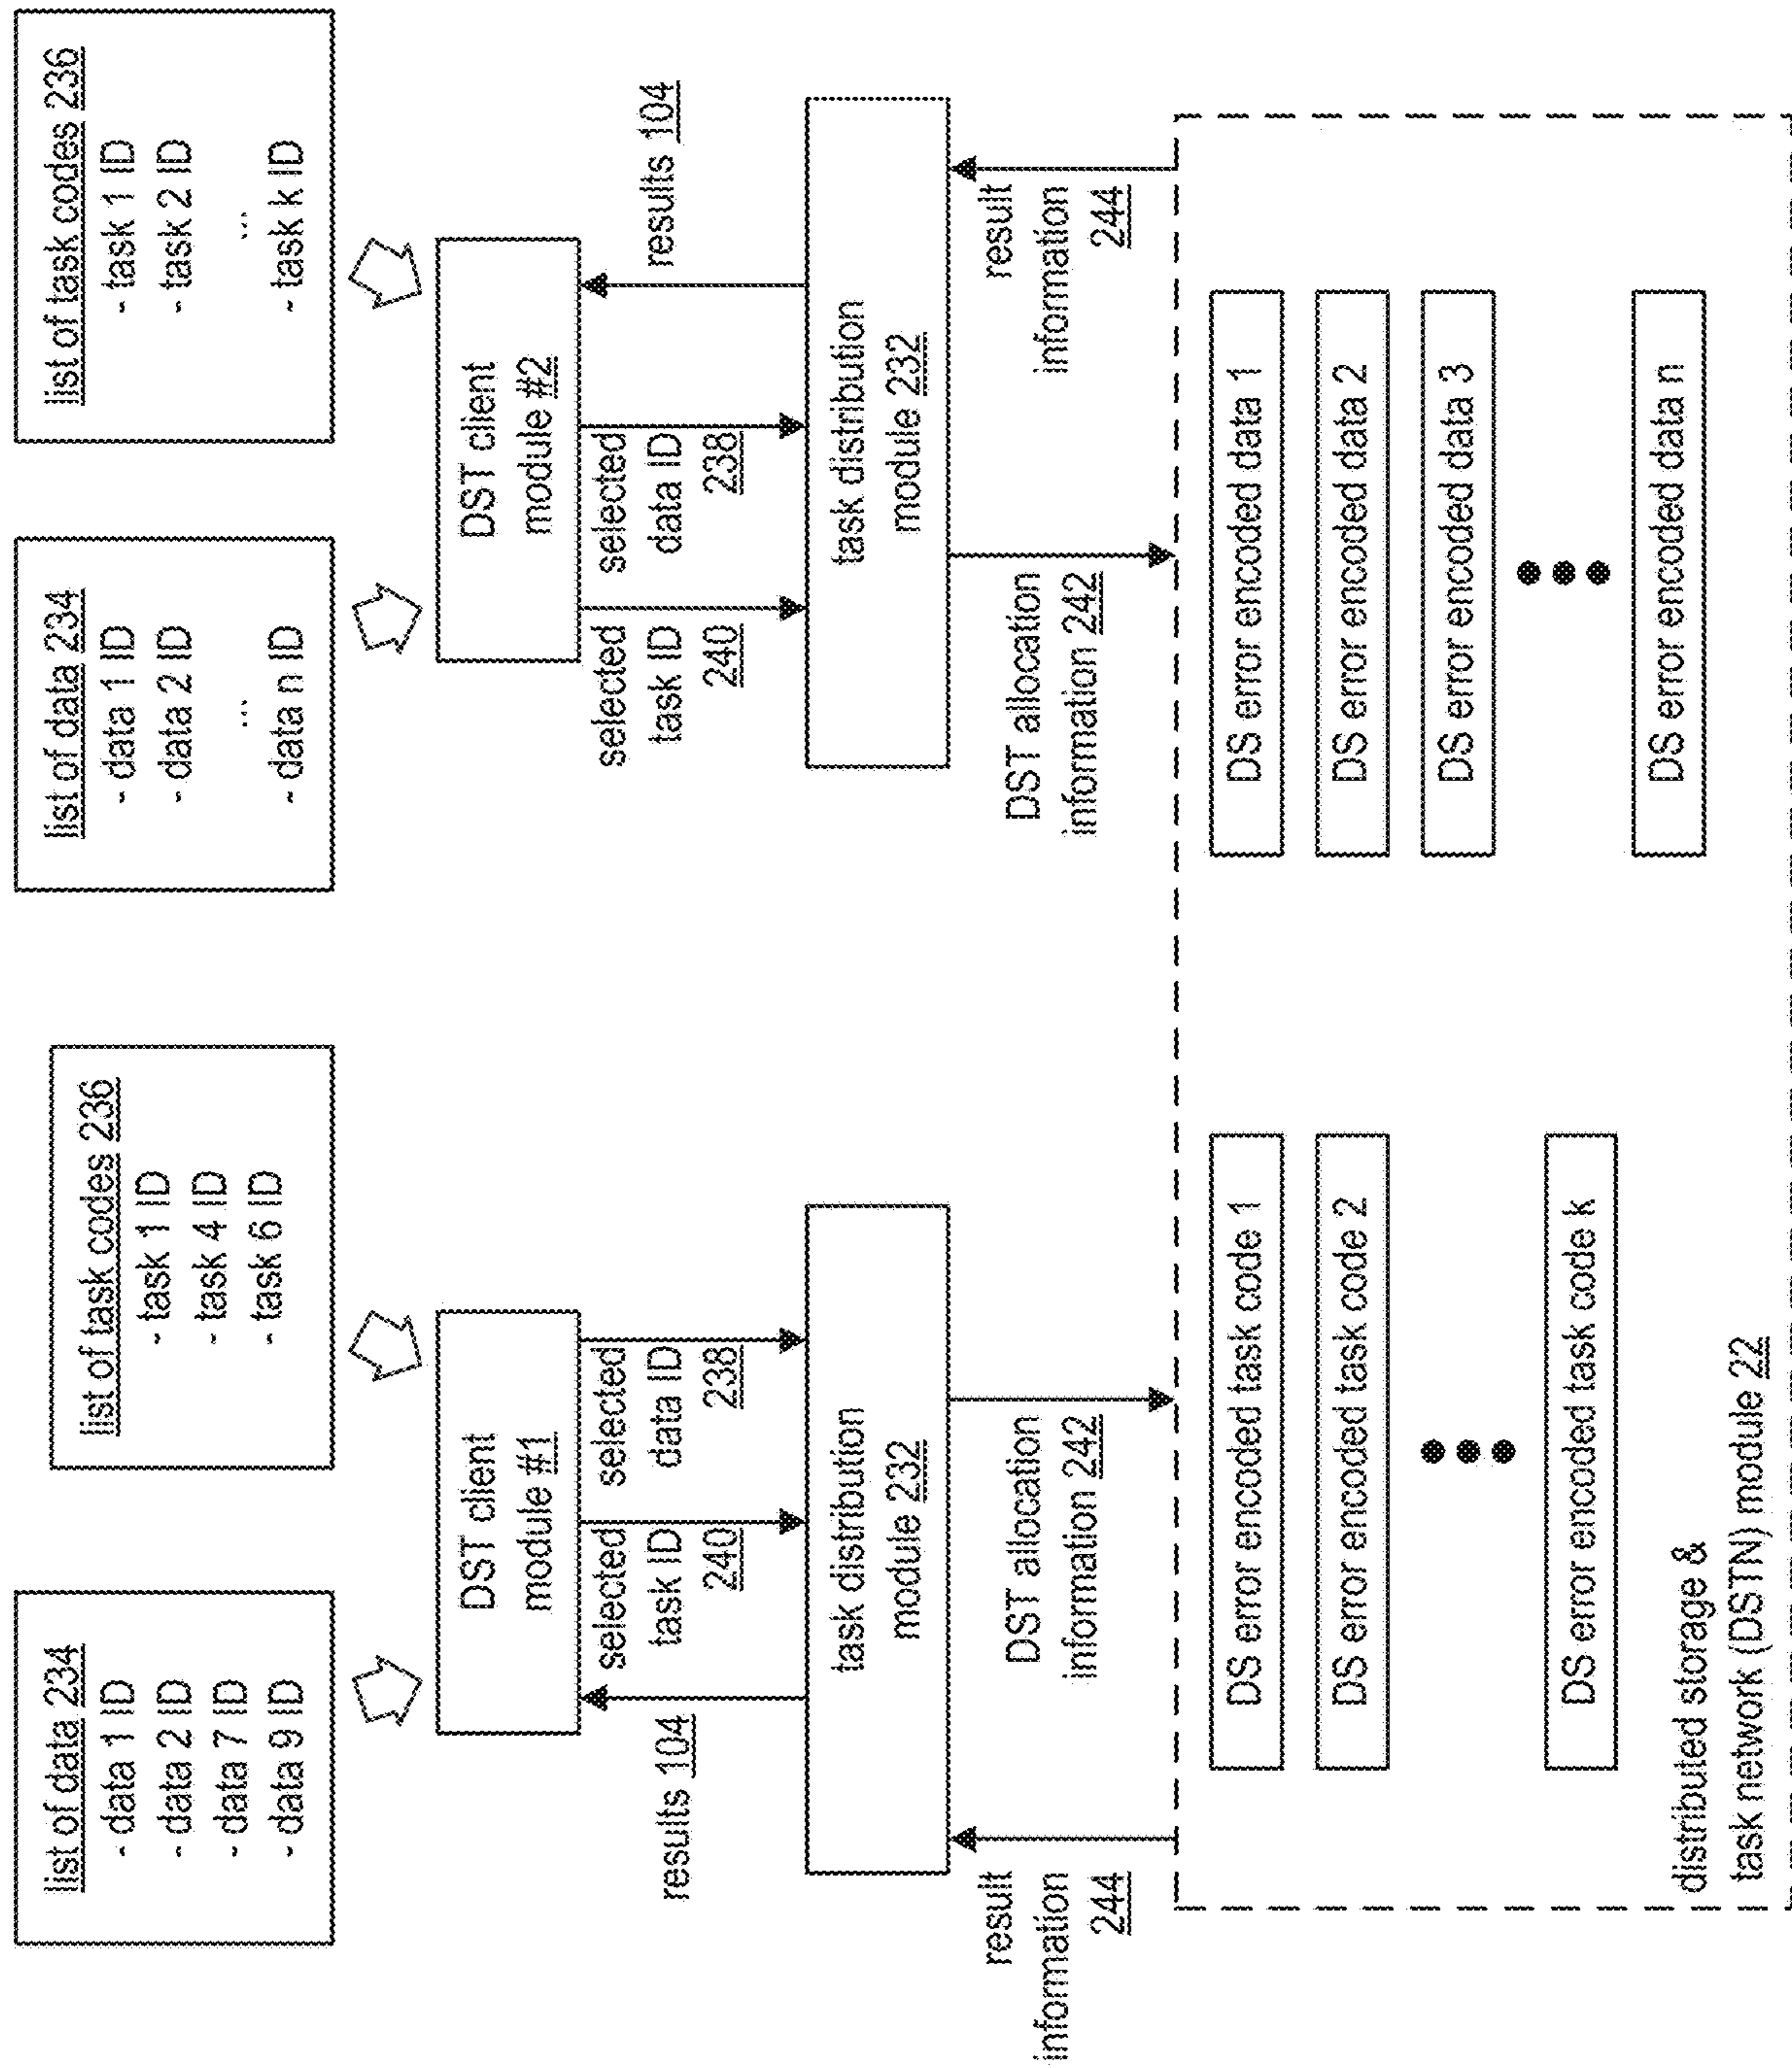 list of data 234
- data 1 ID
- data 2 ID
- data 7 ID
- data 9 ID
list of task codes 236
- task 1 ID
- task 4 ID
- task 6 ID
list of data 234
- data 1 ID
- data 2 ID
...
- data n ID
list of task codes 236
- task 1 ID
- task 2 ID
...
- task k ID
DST client
module #1
DST client
module #2
results 104
selected
task ID
240
selected
data ID
238
selected
task ID
240
selected
data ID
238
results 104
task distribution
module 232
task distribution
module 232
result
information
244
DST allocation
information 242
DST allocation
information 242
result
information
244
DS error encoded task code 1
DS error encoded task code 2
DS error encoded task code k
DS error encoded data 1
DS error encoded data 2
DS error encoded data 3
DS error encoded data n
distributed storage &
task network (DSTN) module 22